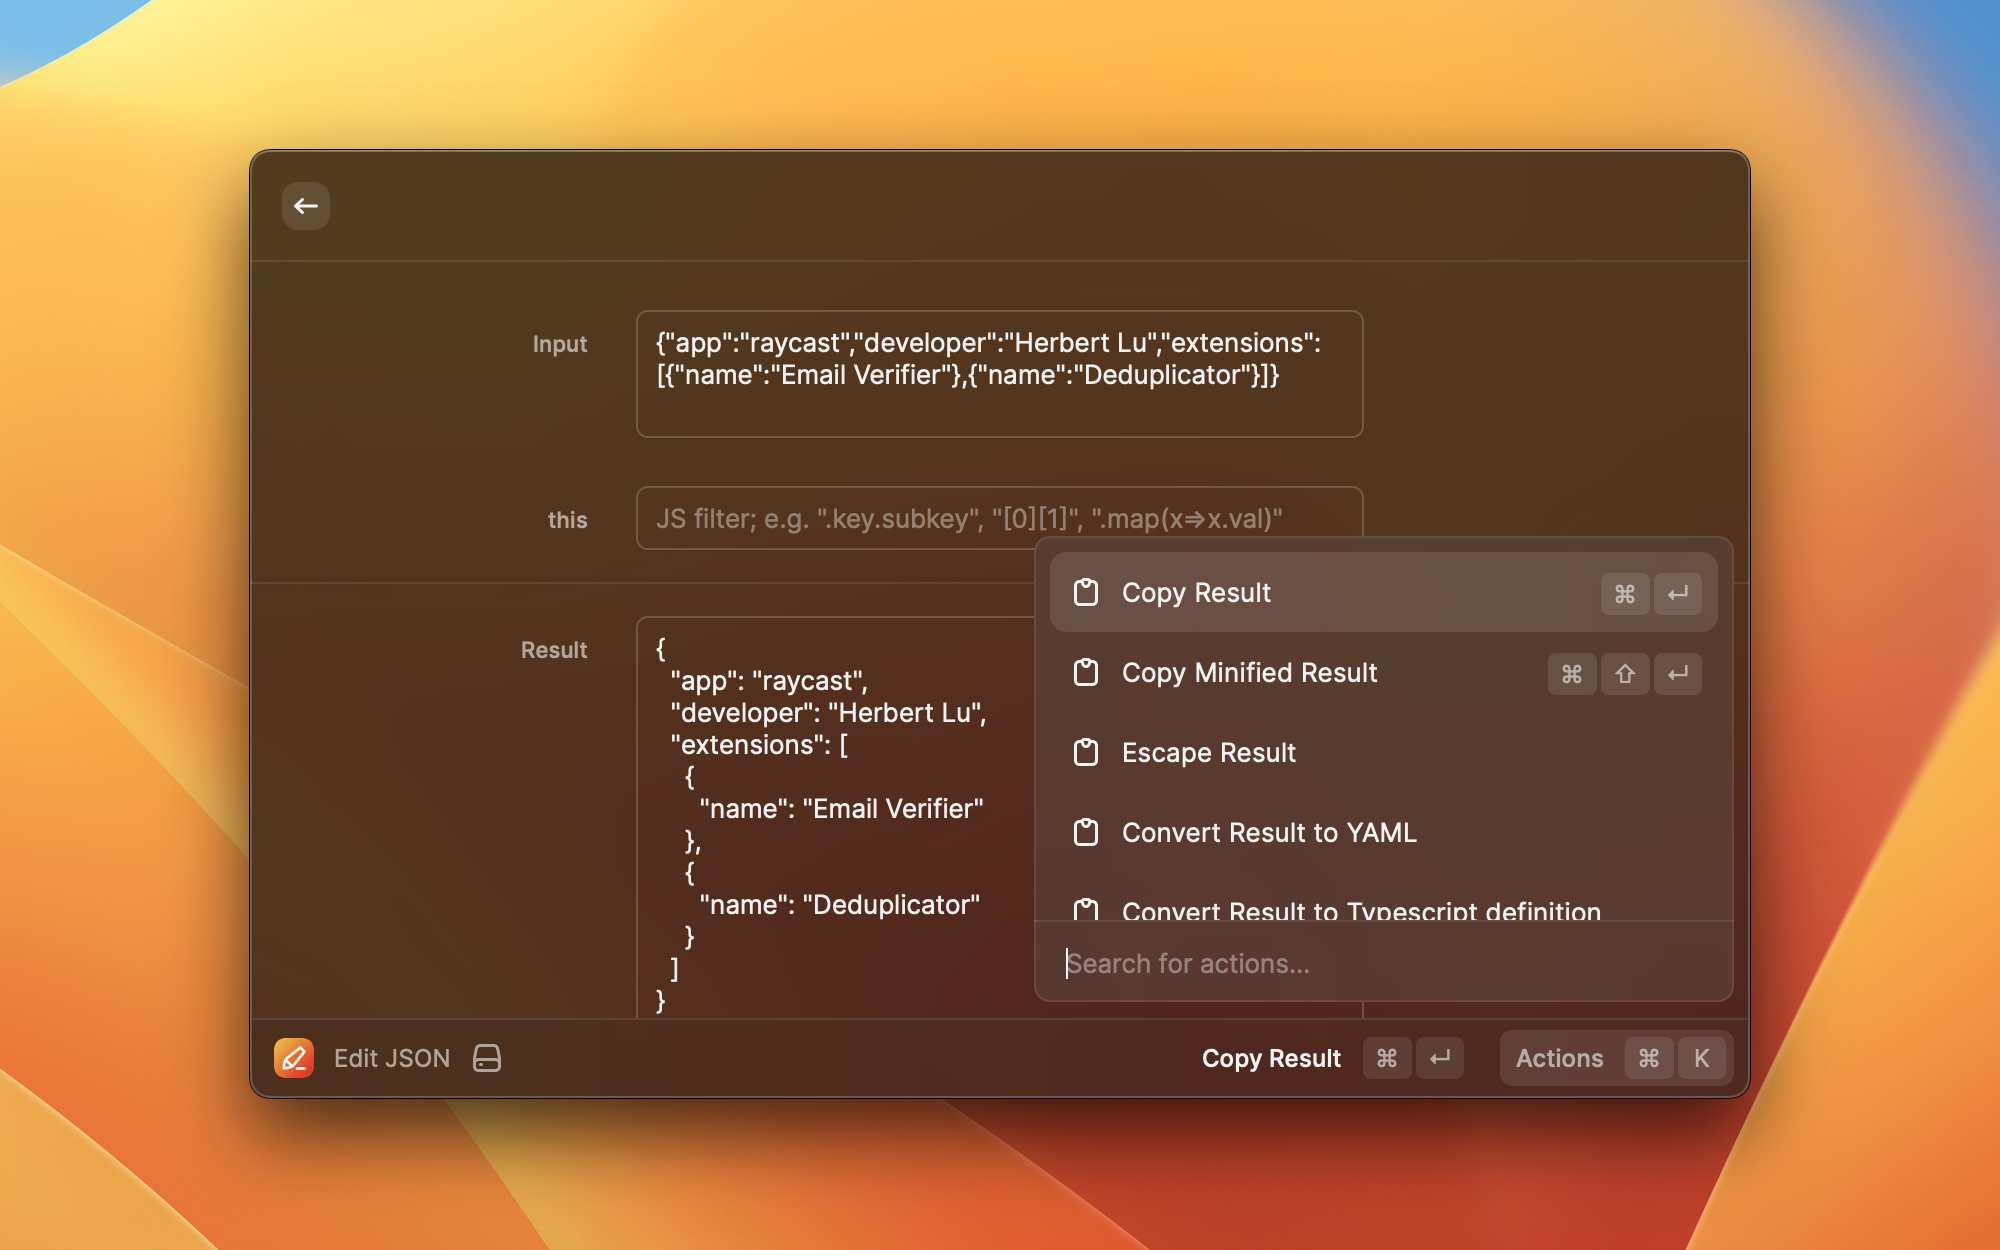 Input
{"app":"raycast","developer":"Herbert Lu","extensions":
[{"name":"Email Verifier"},{"name":"Deduplicator"}]}
this
JS filter; e.g. ".key.subkey", "[0][1]", ".map(x=>x.val)"
Result
{
  "app": "raycast",
  "developer": "Herbert Lu",
  "extensions": [
    {
      "name": "Email Verifier"
    },
    {
      "name": "Deduplicator"
    }
  ]
}
Copy Result ⌘ ↵
Copy Minified Result ⌘ ⇧ ↵
Escape Result
Convert Result to YAML
Convert Result to Typescript definition
Search for actions...
Edit JSON
Copy Result ⌘ ↵
Actions ⌘ K